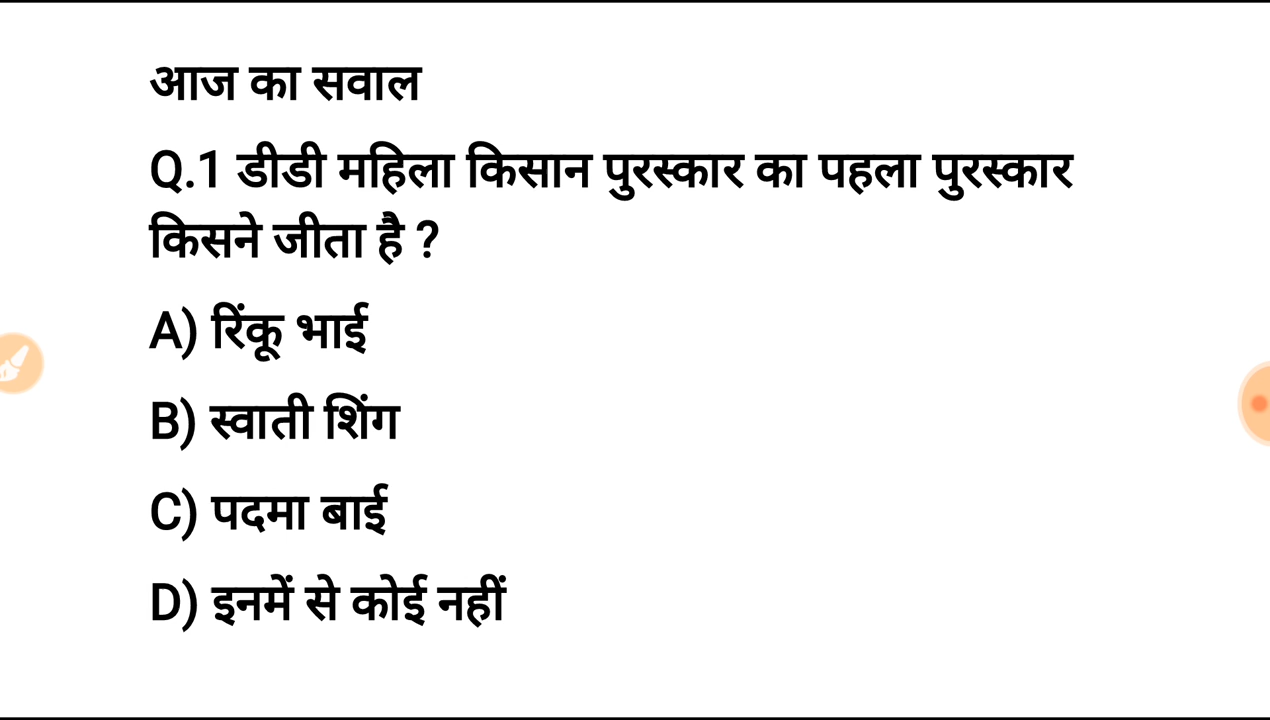 आज का सवाल
Q.1 डीडी महिला किसान पुरस्कार का पहला पुरस्कार
किसने जीता है ?
A) रिंकू भाई
B) स्वाती शिंग
C) पदमा बाई
D) इनमें से कोई नहीं